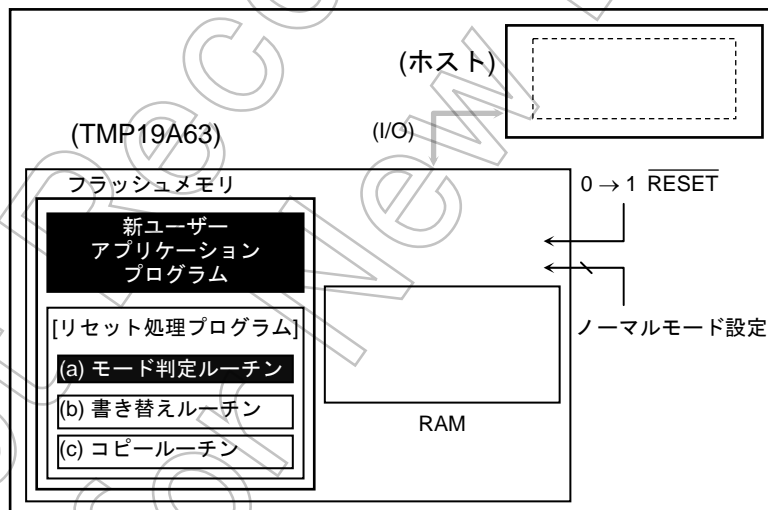 (ホスト)
(TMP19A63)
(I/O)
フラッシュメモリ
0 → 1 RESET
新ユーザー
アプリケーション
プログラム
[リセット処理プログラム]
ノーマルモード設定
(a) モード判定ルーチン
(b) 書き替えルーチン
(c) コピールーチン
RAM